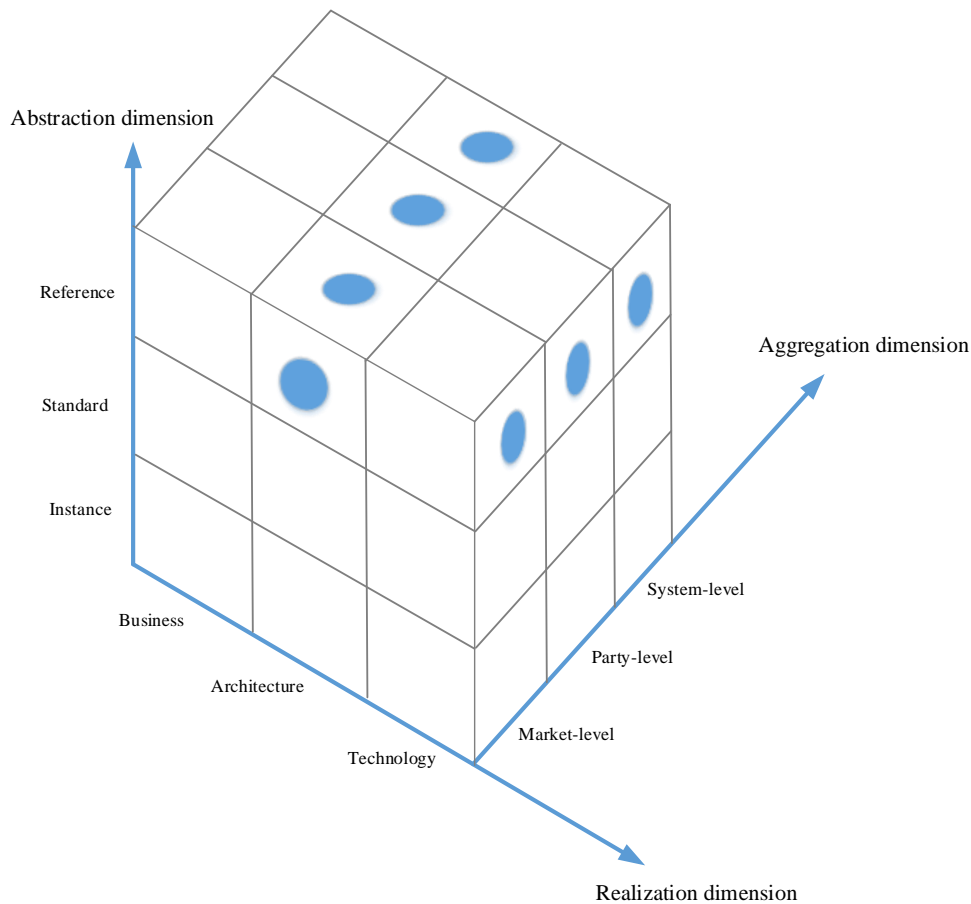 Abstraction dimension
Reference
Aggregation dimension
Standard
Instance
System-level
Business
Party-level
Architecture
Market-level
Technology
Realization dimension